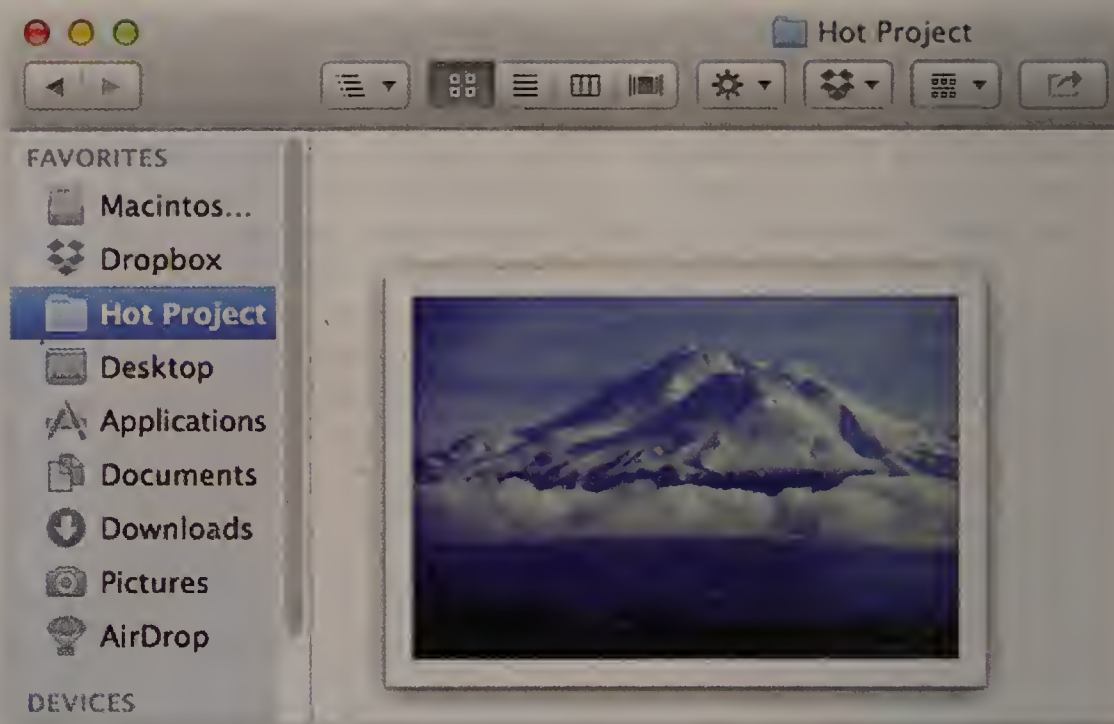 Hot Project
FAVORITES
Macintos...
Dropbox
Hot Project
Desktop
Applications
Documents
Downloads
Pictures
AirDrop
DEVICES